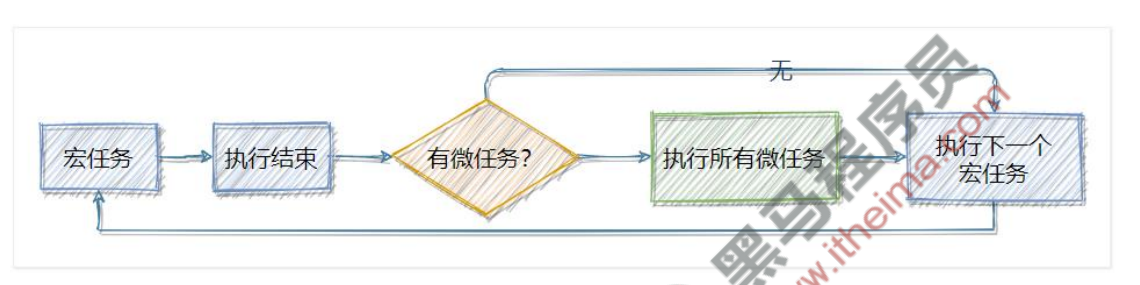 无
宏任务
执行结束
有微任务?
执行所有微任务
执行下一个
宏任务
黑马程序员
www.itheima.com